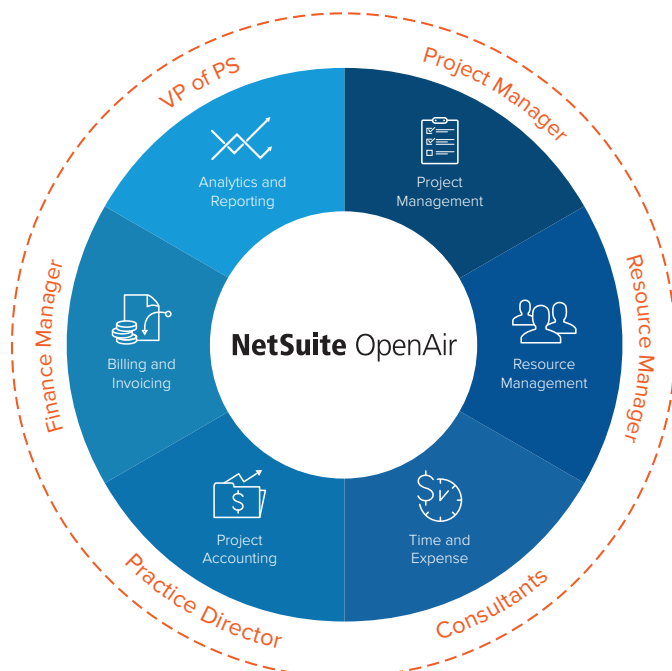 VP of PS
Project Manager
Analytics and
Reporting
Project
Management
Finance Manager
Billing and
Invoicing
NetSuite OpenAir
Resource
Management
Resource Manager
$
Project
Accounting
$
Time and
Expense
Practice Director
Consultants